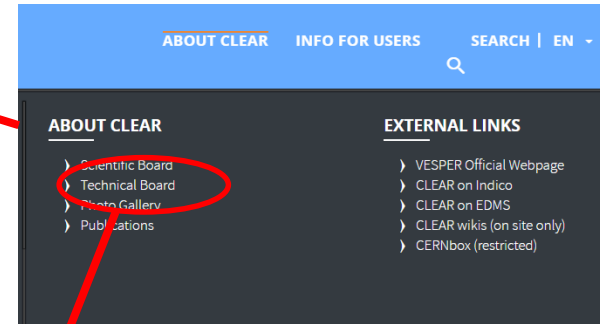 ABOUT CLEAR INFO FOR USERS SEARCH | EN
ABOUT CLEAR
Scientific Board
Technical Board
Photo Gallery
Publications
EXTERNAL LINKS
VESPER Official Webpage
CLEAR on Indico
CLEAR on EDMS
CLEAR wikis (on site only)
CERNbox (restricted)